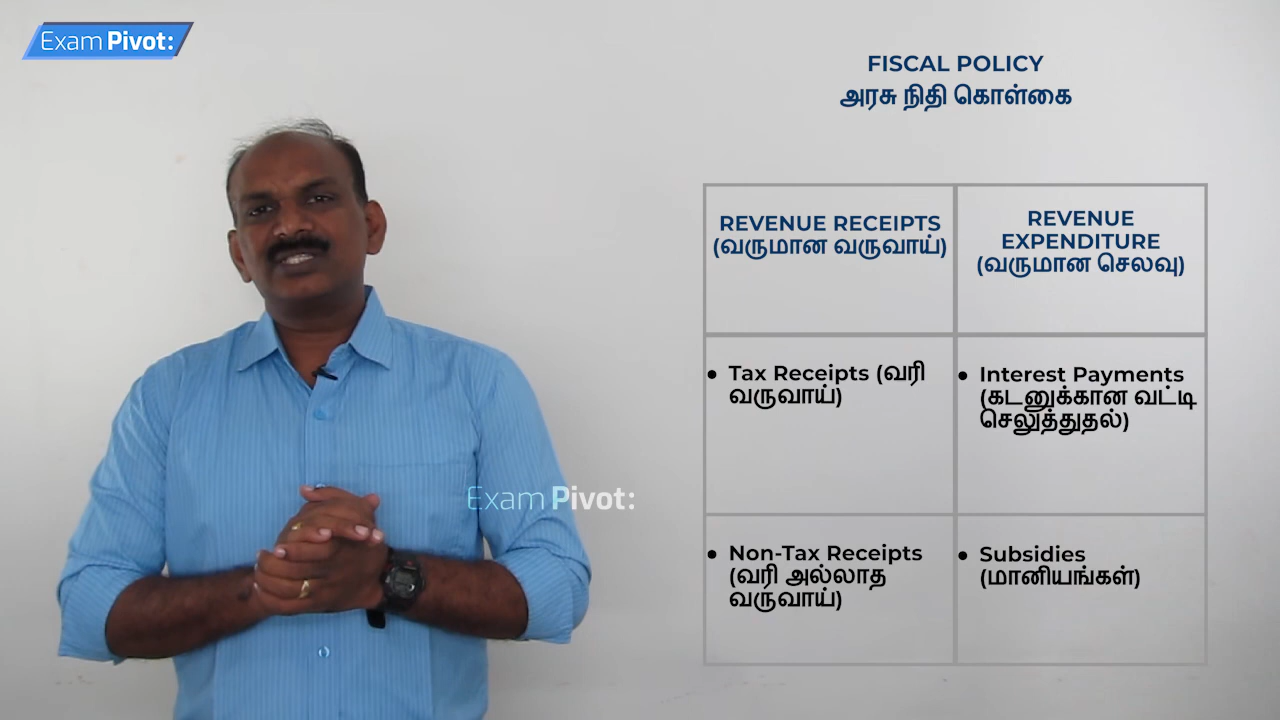 Exam Pivot:
FISCAL POLICY
அரசு நிதி கொள்கை
REVENUE RECEIPTS
(வருமான வருவாய்)
REVENUE
EXPENDITURE
(வருமான செலவு)
• Tax Receipts (வரி
வருவாய்)
• Interest Payments
(கடனுக்கான வட்டி
செலுத்துதல்)
Exam Pivot:
• Non-Tax Receipts
(வரி அல்லாத
வருவாய்)
• Subsidies
(மானியங்கள்)